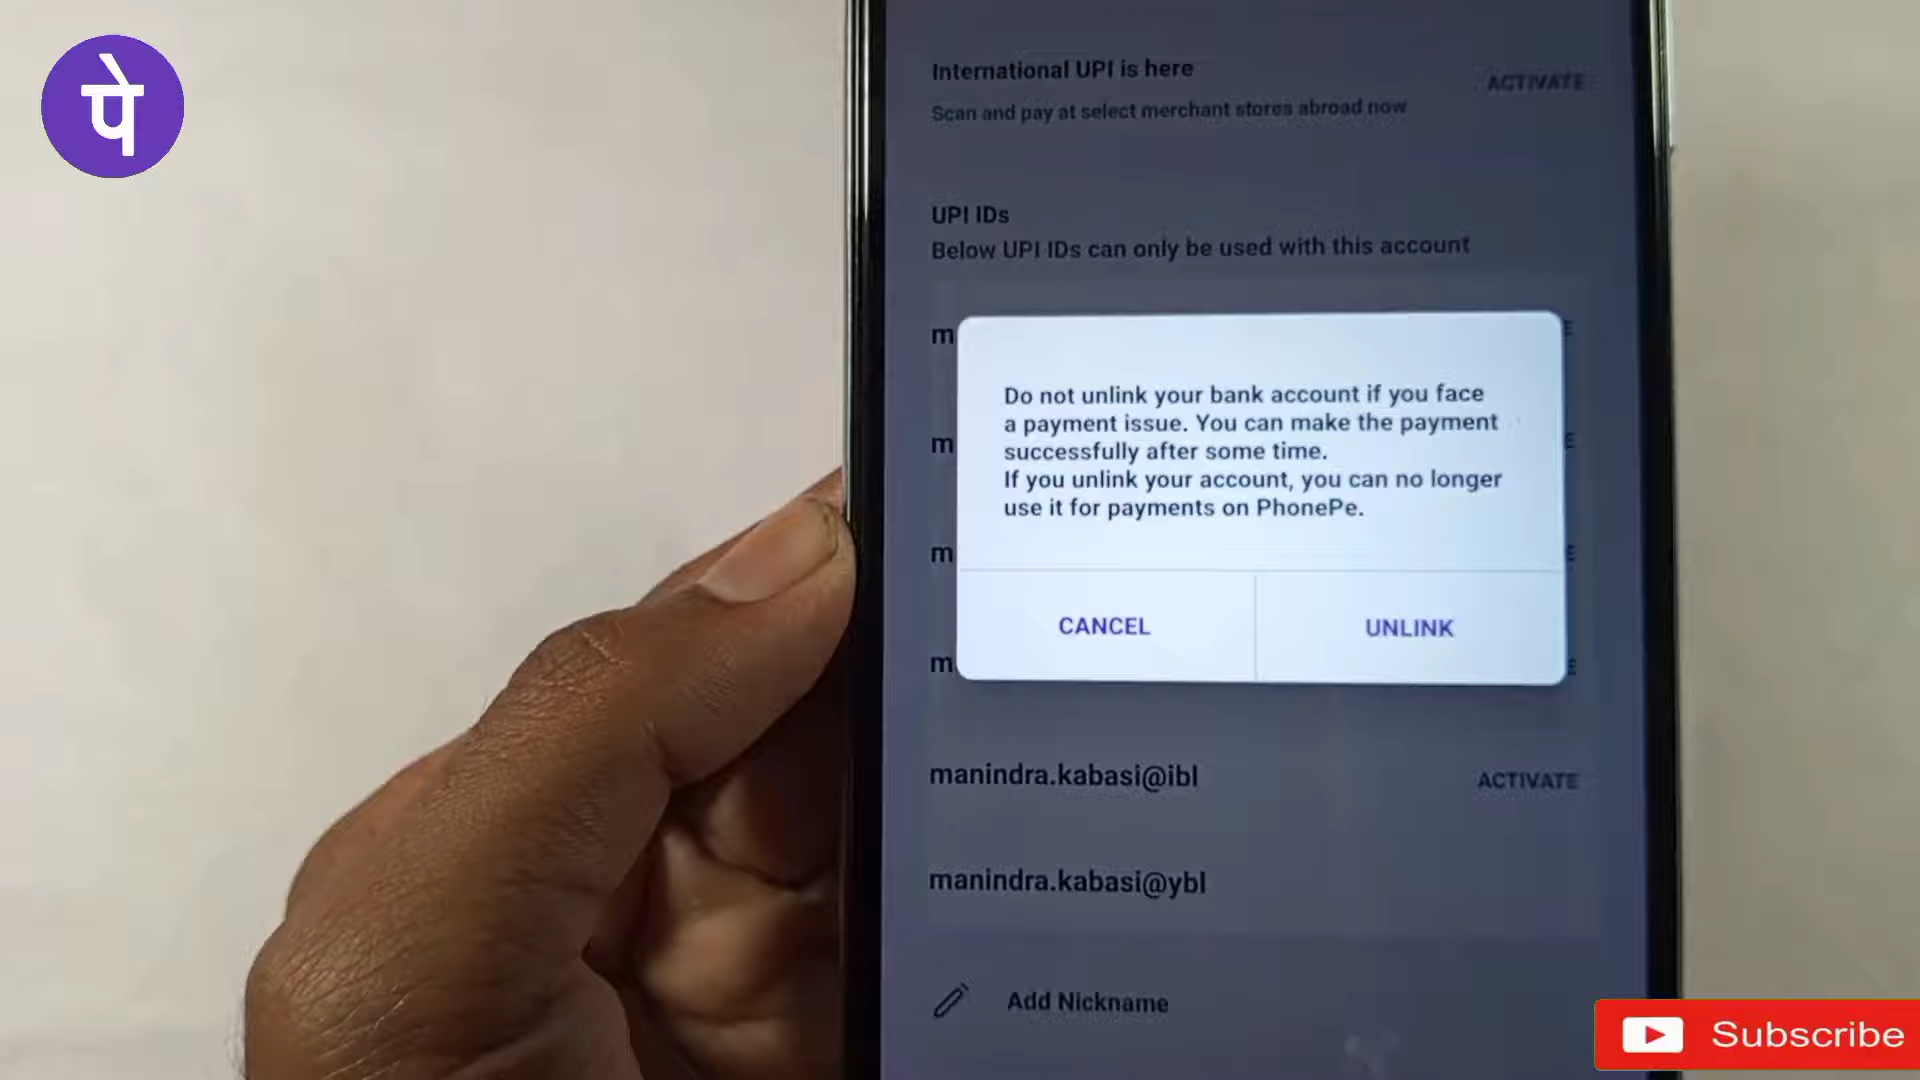 पे
International UPI is here
ACTIVATE
Scan and pay at select merchant stores abroad now
UPI IDs
Below UPI IDs can only be used with this account
m
m
m
m
Do not unlink your bank account if you face
a payment issue. You can make the payment
successfully after some time.
If you unlink your account, you can no longer
use it for payments on PhonePe.
CANCEL
UNLINK
manindra.kabasi@ibl
ACTIVATE
manindra.kabasi@ybl
Add Nickname
Subscribe